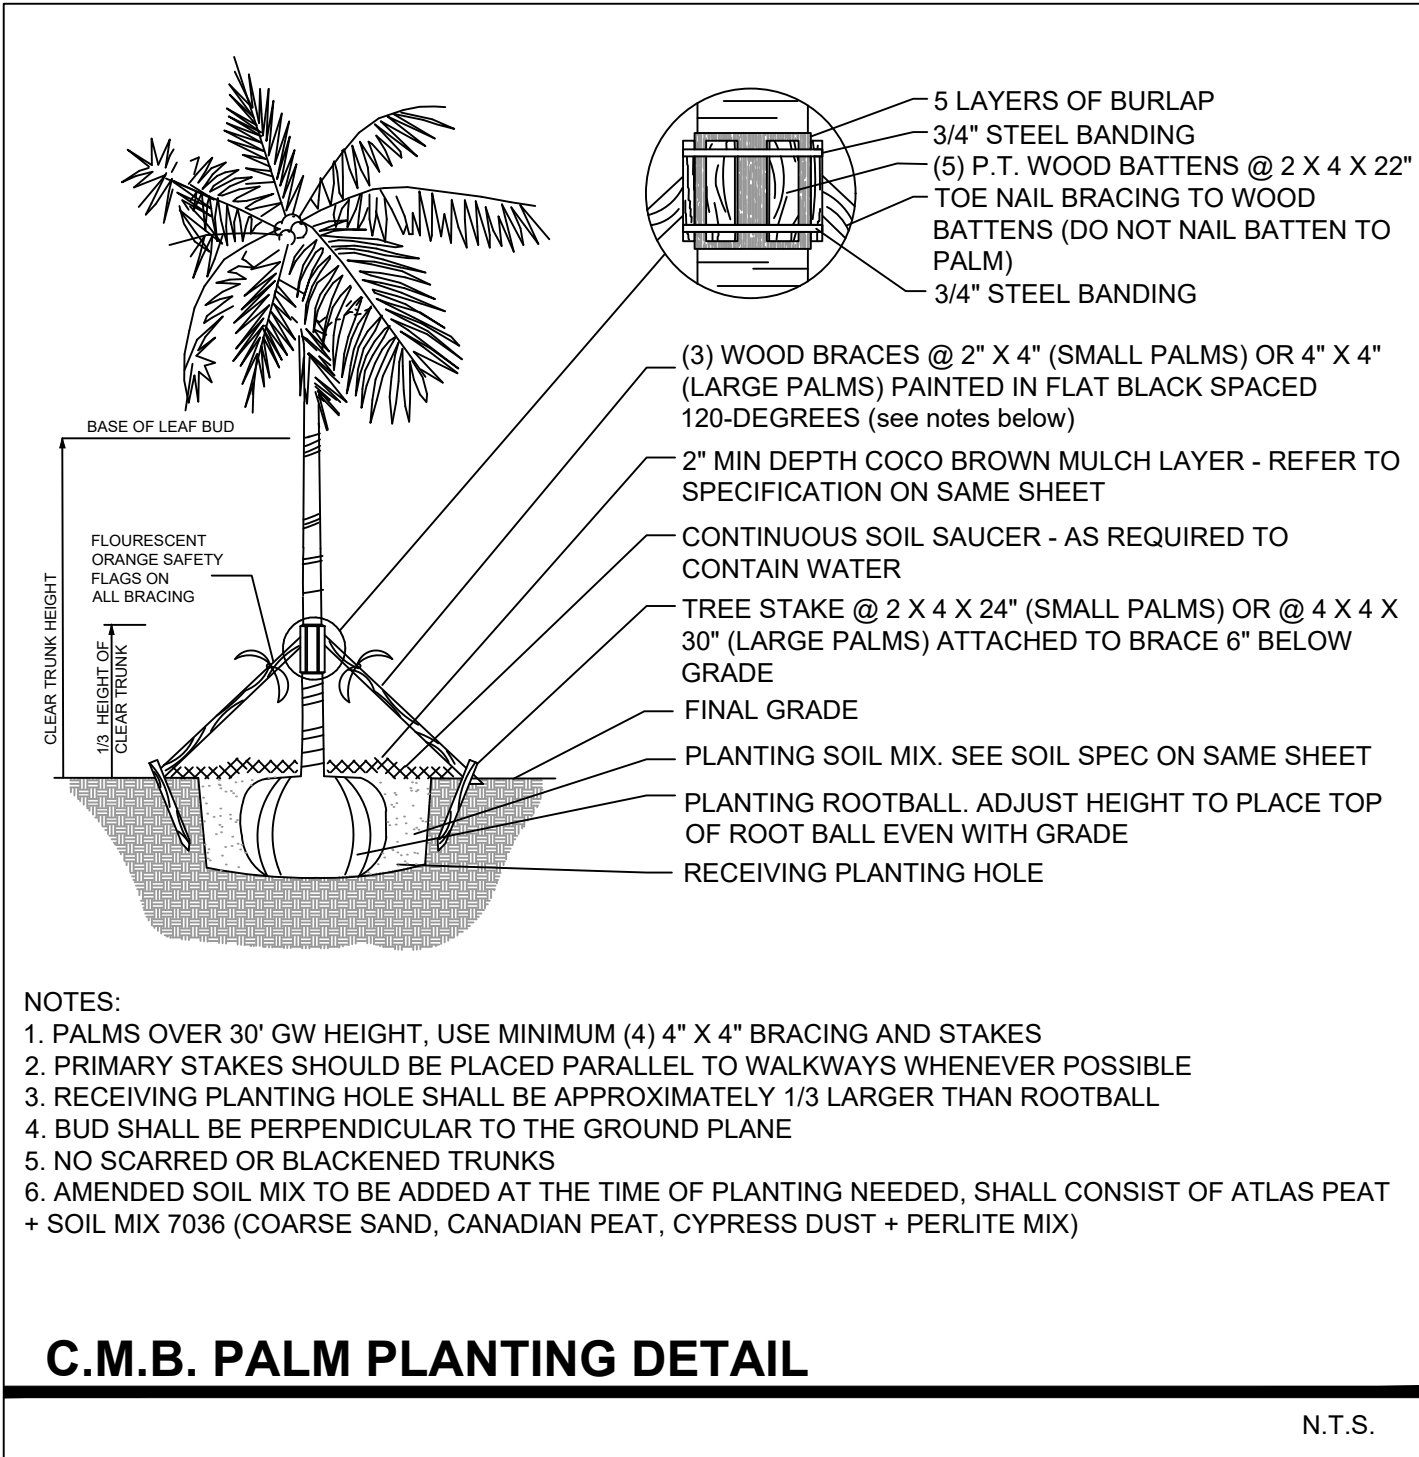 5 LAYERS OF BURLAP
3/4" STEEL BANDING
(5) P.T. WOOD BATTENS @ 2 X 4 X 22"
TOE NAIL BRACING TO WOOD
BATTENS (DO NOT NAIL BATTEN TO
PALM)
3/4" STEEL BANDING
(3) WOOD BRACES @ 2" X 4" (SMALL PALMS) OR 4" X 4"
(LARGE PALMS) PAINTED IN FLAT BLACK SPACED
120-DEGREES (see notes below)
2" MIN DEPTH COCO BROWN MULCH LAYER - REFER TO
SPECIFICATION ON SAME SHEET
CONTINUOUS SOIL SAUCER - AS REQUIRED TO
CONTAIN WATER
TREE STAKE @ 2 X 4 X 24" (SMALL PALMS) OR @ 4 X 4 X
30" (LARGE PALMS) ATTACHED TO BRACE 6" BELOW
GRADE
FINAL GRADE
PLANTING SOIL MIX. SEE SOIL SPEC ON SAME SHEET
PLANTING ROOTBALL. ADJUST HEIGHT TO PLACE TOP
OF ROOT BALL EVEN WITH GRADE
RECEIVING PLANTING HOLE
BASE OF LEAF BUD
FLOURESCENT
ORANGE SAFETY
FLAGS ON
ALL BRACING
CLEAR TRUNK HEIGHT
1/3 HEIGHT OF
CLEAR TRUNK
NOTES:
1. PALMS OVER 30' GW HEIGHT, USE MINIMUM (4) 4" X 4" BRACING AND STAKES
2. PRIMARY STAKES SHOULD BE PLACED PARALLEL TO WALKWAYS WHENEVER POSSIBLE
3. RECEIVING PLANTING HOLE SHALL BE APPROXIMATELY 1/3 LARGER THAN ROOTBALL
4. BUD SHALL BE PERPENDICULAR TO THE GROUND PLANE
5. NO SCARRED OR BLACKENED TRUNKS
6. AMENDED SOIL MIX TO BE ADDED AT THE TIME OF PLANTING NEEDED, SHALL CONSIST OF ATLAS PEAT
+ SOIL MIX 7036 (COARSE SAND, CANADIAN PEAT, CYPRESS DUST + PERLITE MIX)
C.M.B. PALM PLANTING DETAIL
N.T.S.